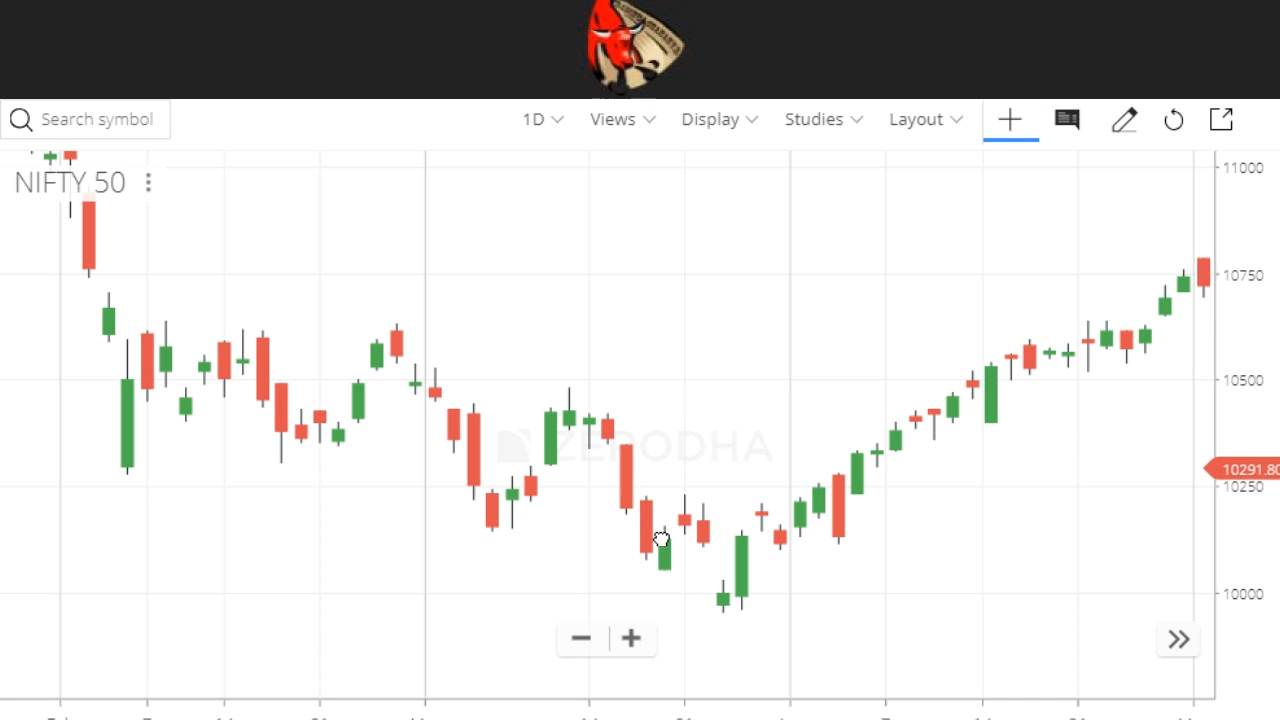 Search symbol
1D
Views
Display
Studies
Layout
NIFTY 50
11000
10750
10500
10291.80
10250
10000
ZERODHA